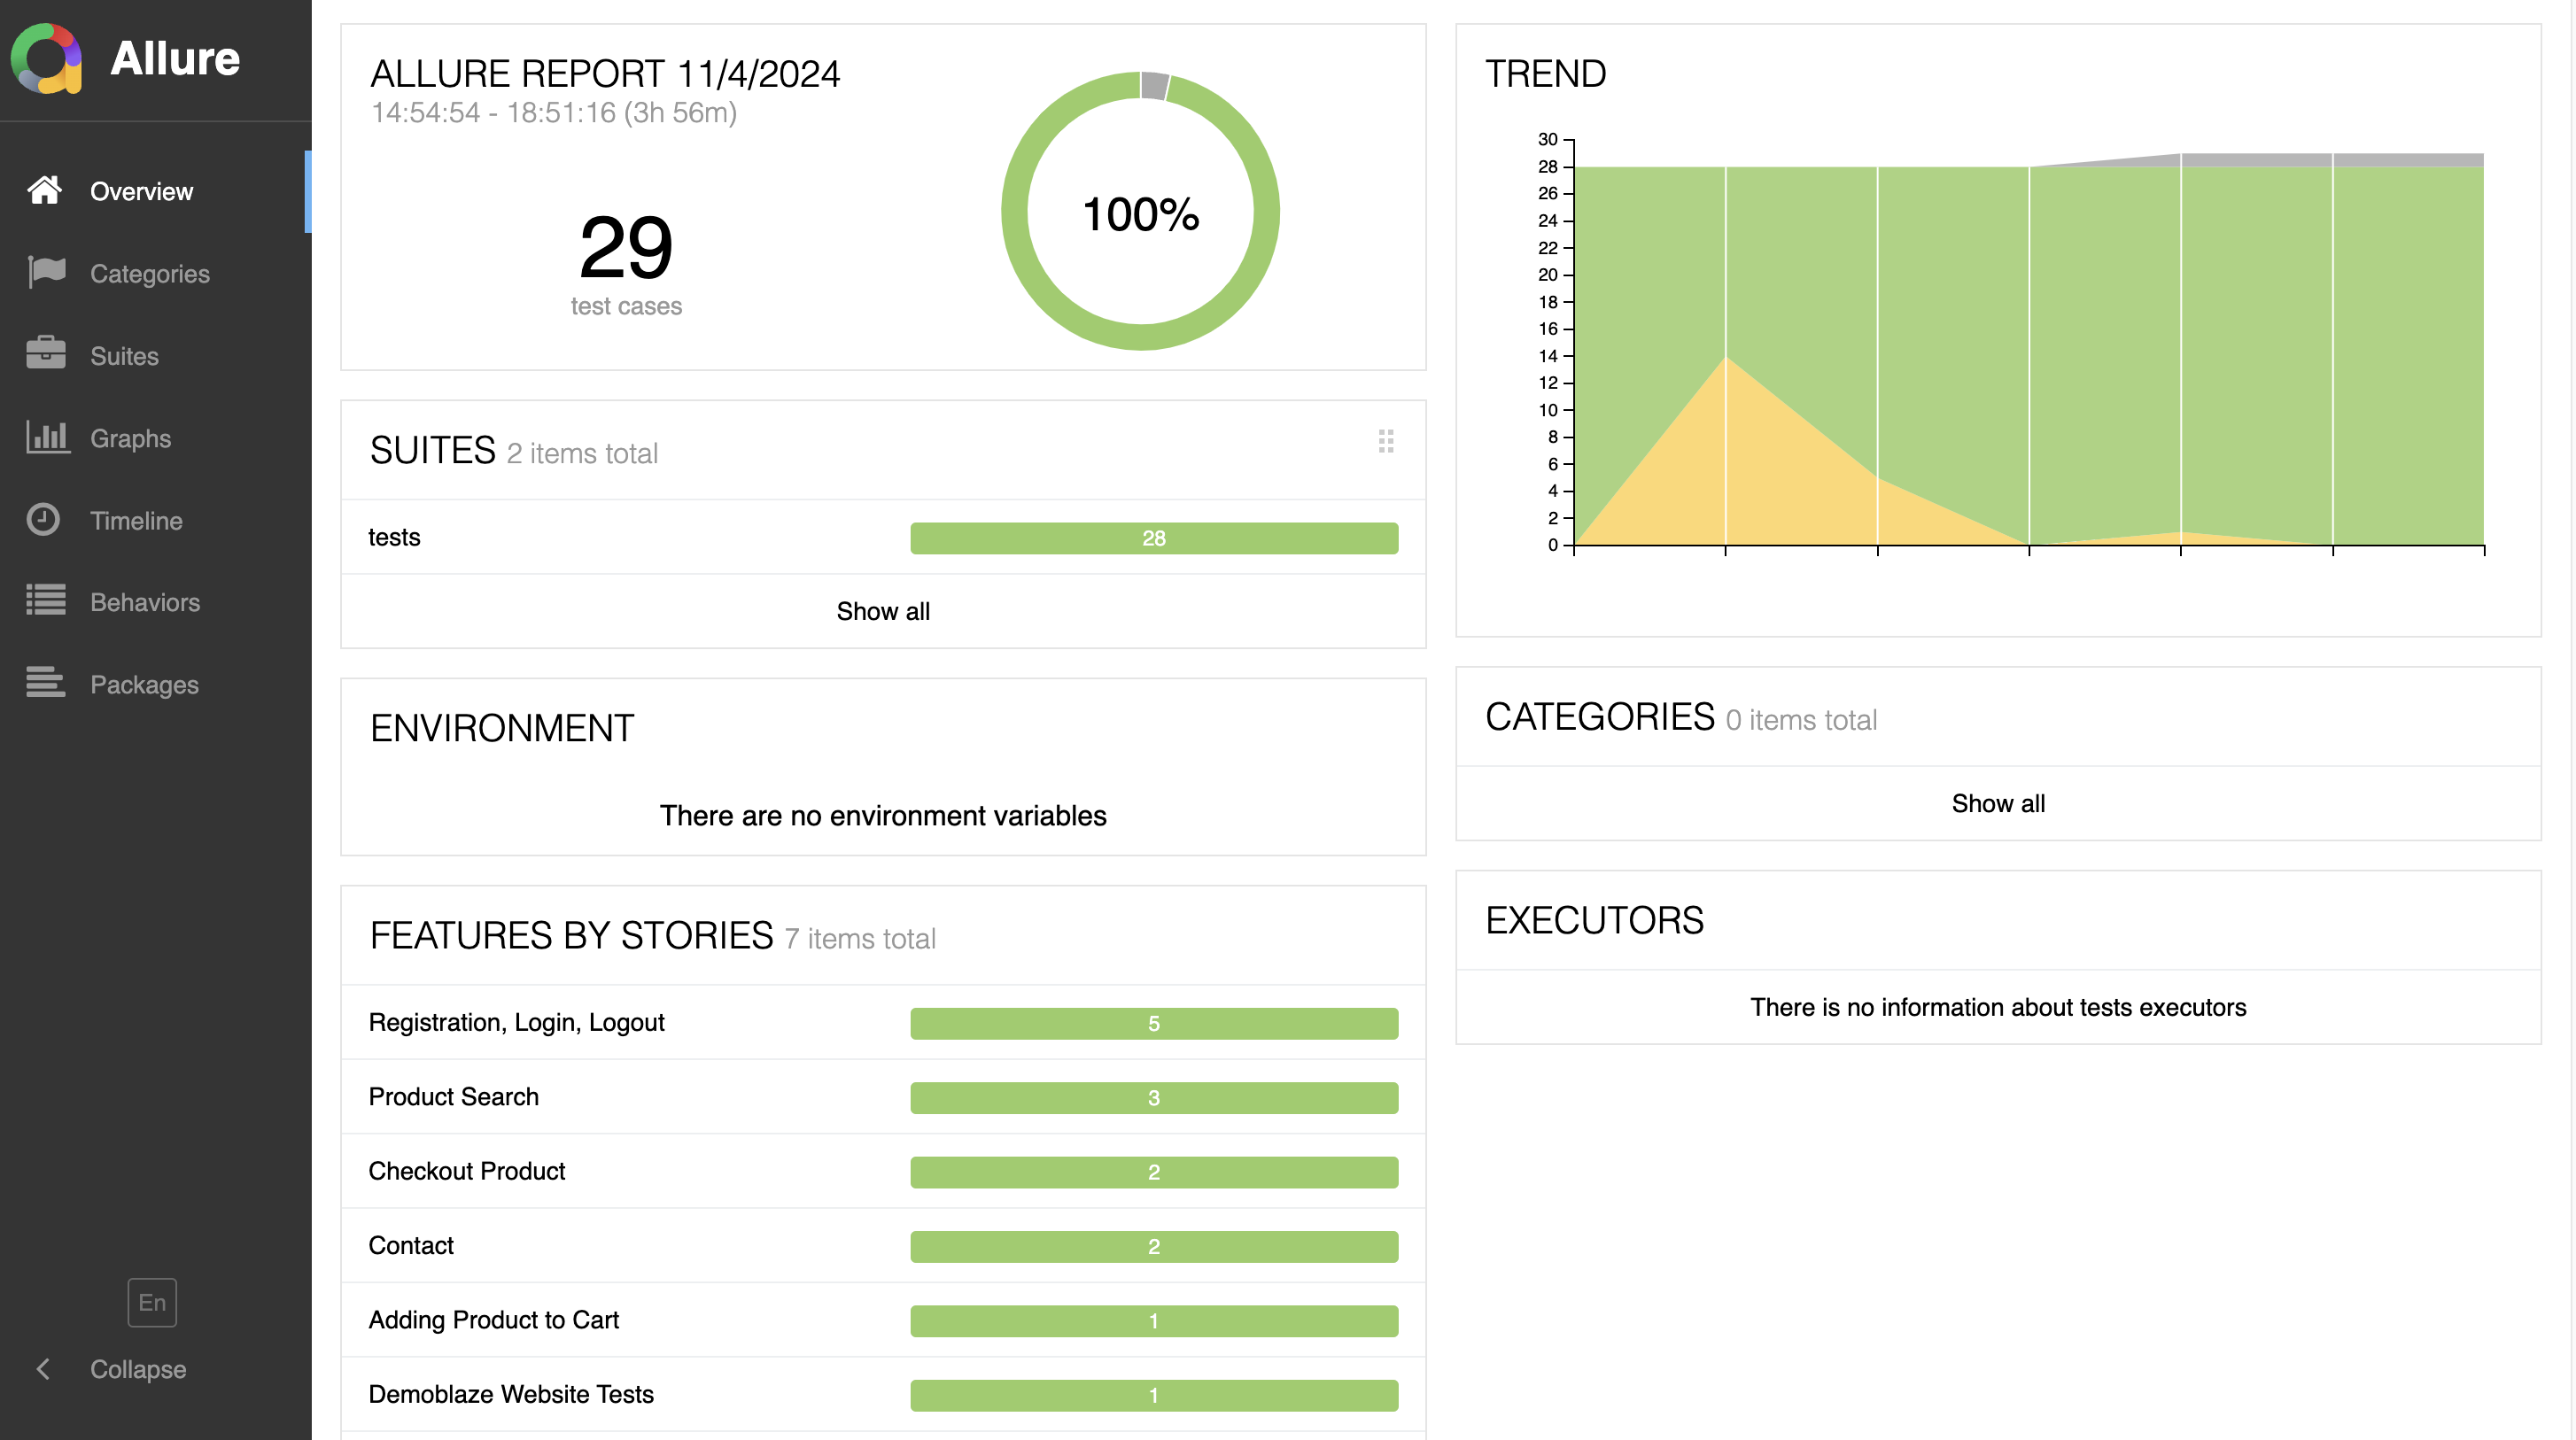 Allure
Overview
Categories
Suites
Graphs
Timeline
Behaviors
Packages
En
Collapse
ALLURE REPORT 11/4/2024
14:54:54 - 18:51:16 (3h 56m)
29
test cases
100%
SUITES 2 items total
tests 28
Show all
ENVIRONMENT
There are no environment variables
FEATURES BY STORIES 7 items total
Registration, Login, Logout 5
Product Search 3
Checkout Product 2
Contact 2
Adding Product to Cart 1
Demoblaze Website Tests 1
TREND
30
28
26
24
22
20
18
16
14
12
10
8
6
4
2
0
CATEGORIES 0 items total
Show all
EXECUTORS
There is no information about tests executors